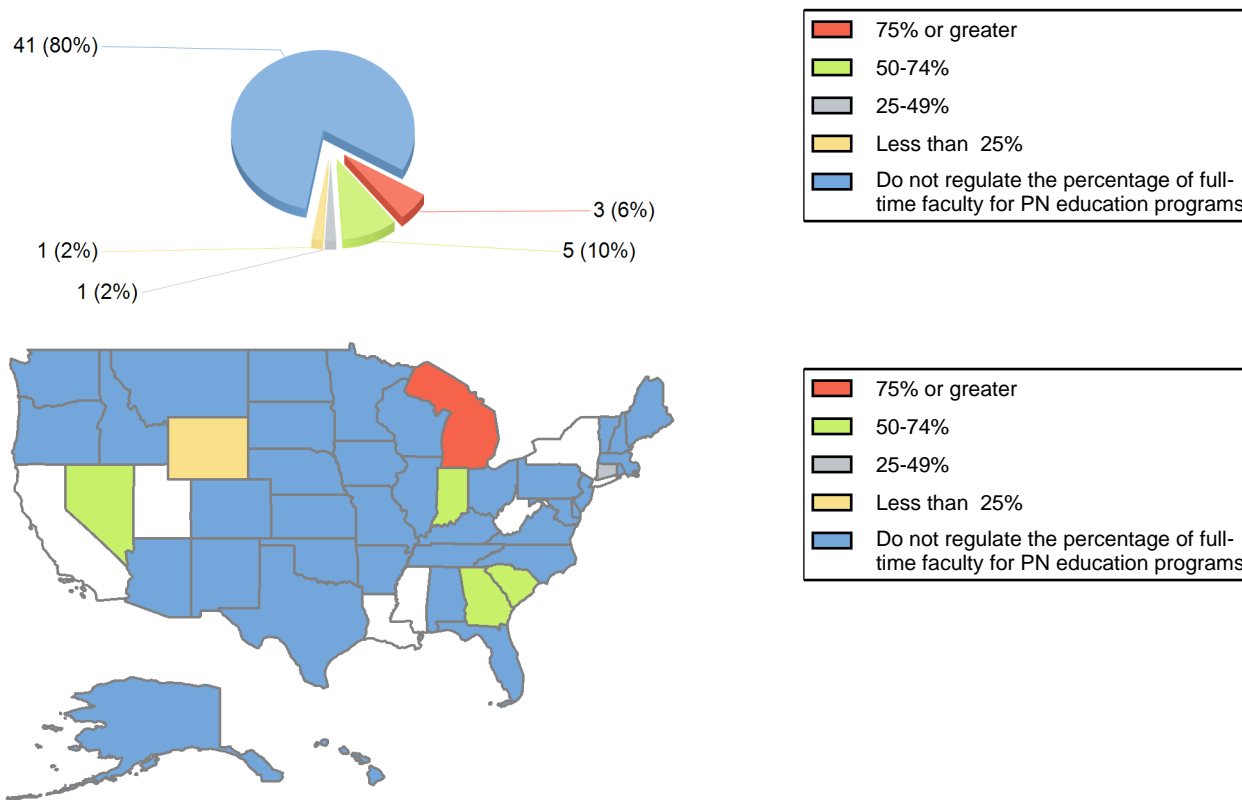 41 (80%)
3 (6%)
5 (10%)
1 (2%)
1 (2%)
75% or greater
50-74%
25-49%
Less than 25%
Do not regulate the percentage of full-
time faculty for PN education programs
75% or greater
50-74%
25-49%
Less than 25%
Do not regulate the percentage of full-
time faculty for PN education programs